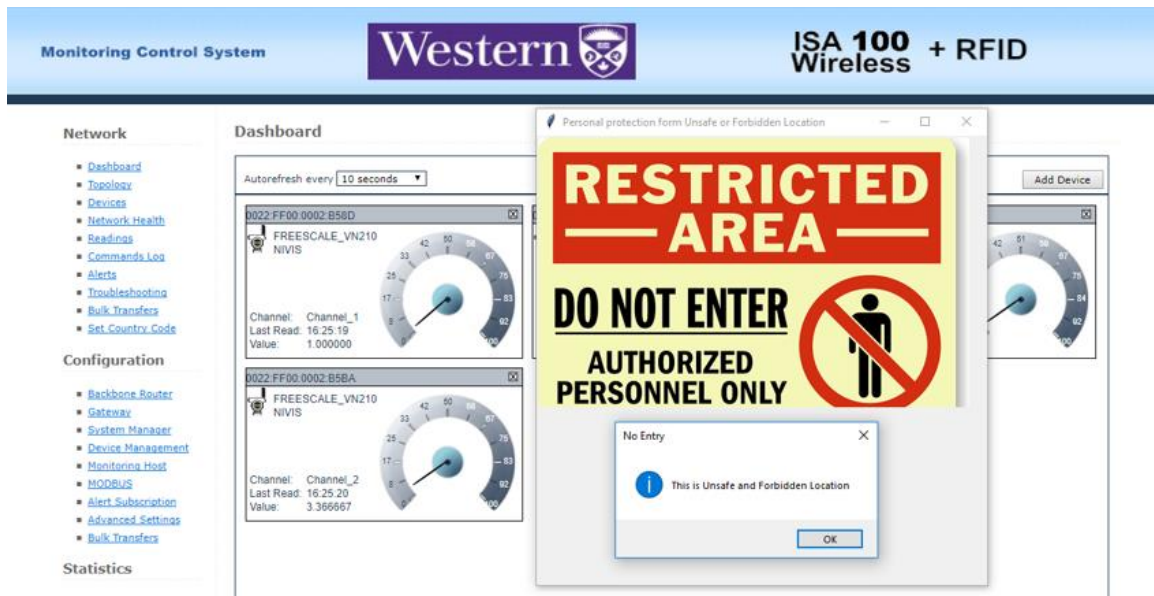 Monitoring Control System
Western
ISA 100 Wireless + RFID
Network
Dashboard
Topology
Devices
Network Health
Readings
Commands Log
Alerts
Troubleshooting
Bulk Transfers
Set Country Code
Configuration
Backbone Router
Gateway
System Manager
Device Management
Monitoring Host
MODBUS
Alert Subscription
Advanced Settings
Bulk Transfers
Statistics
Dashboard
Autorefresh every 10 seconds
Add Device
0022:FF00:0002:B58D
FREESCALE_VN210
NIVIS
Channel: Channel_1
Last Read: 16:25:19
Value: 1.000000
0022:FF00:0002:B5BA
FREESCALE_VN210
NIVIS
Channel: Channel_2
Last Read: 16:25:20
Value: 3.366667
Personal protection form Unsafe or Forbidden Location
RESTRICTED
AREA
DO NOT ENTER
AUTHORIZED
PERSONNEL ONLY
No Entry
This is Unsafe and Forbidden Location
OK